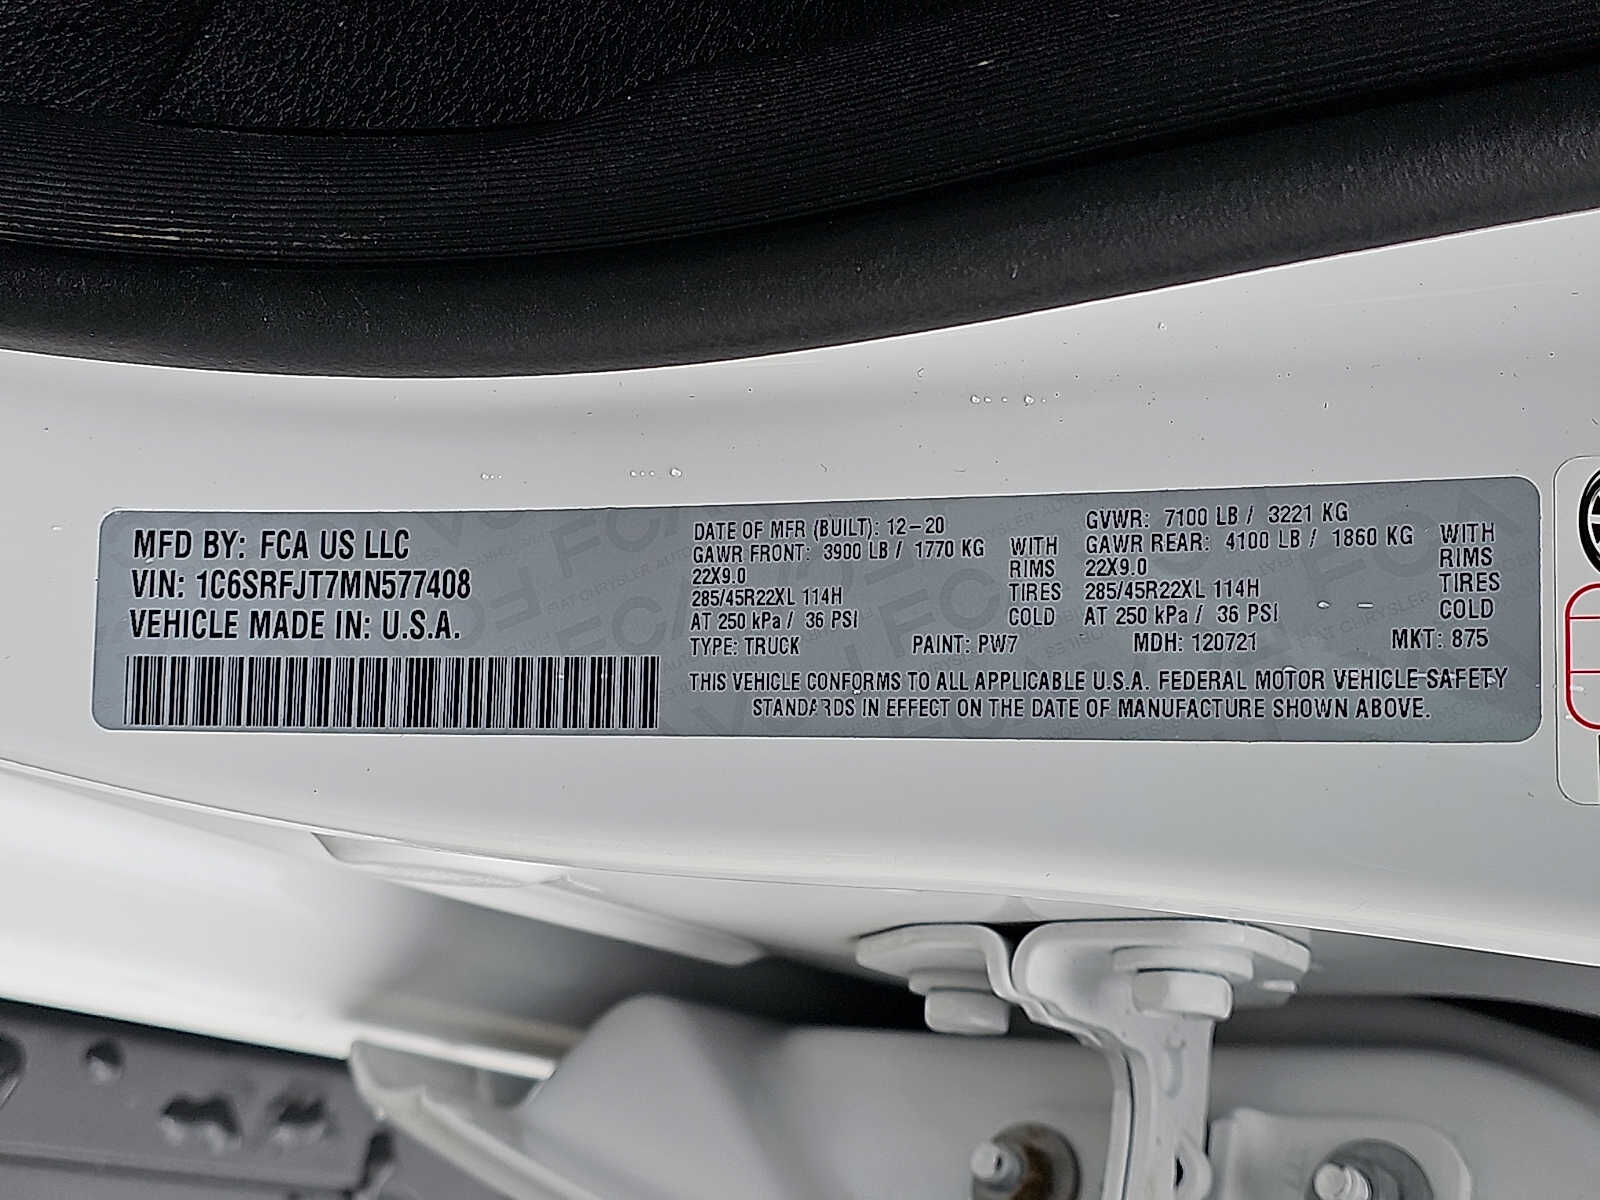 MFD BY: FCA US LLC
VIN: 1C6SRFJT7MN577408
VEHICLE MADE IN: U.S.A.
DATE OF MFR (BUILT): 12-20
GAWR FRONT: 3900 LB / 1770 KG WITH
22X9.0 RIMS
285/45R22XL 114H TIRES
AT 250 kPa / 36 PSI COLD
GVWR: 7100 LB / 3221 KG
GAWR REAR: 4100 LB / 1860 KG WITH
22X9.0 RIMS
285/45R22XL 114H TIRES
AT 250 kPa / 36 PSI COLD
TYPE: TRUCK PAINT: PW7 MDH: 120721 MKT: 875
THIS VEHICLE CONFORMS TO ALL APPLICABLE U.S.A. FEDERAL MOTOR VEHICLE SAFETY
STANDARDS IN EFFECT ON THE DATE OF MANUFACTURE SHOWN ABOVE.